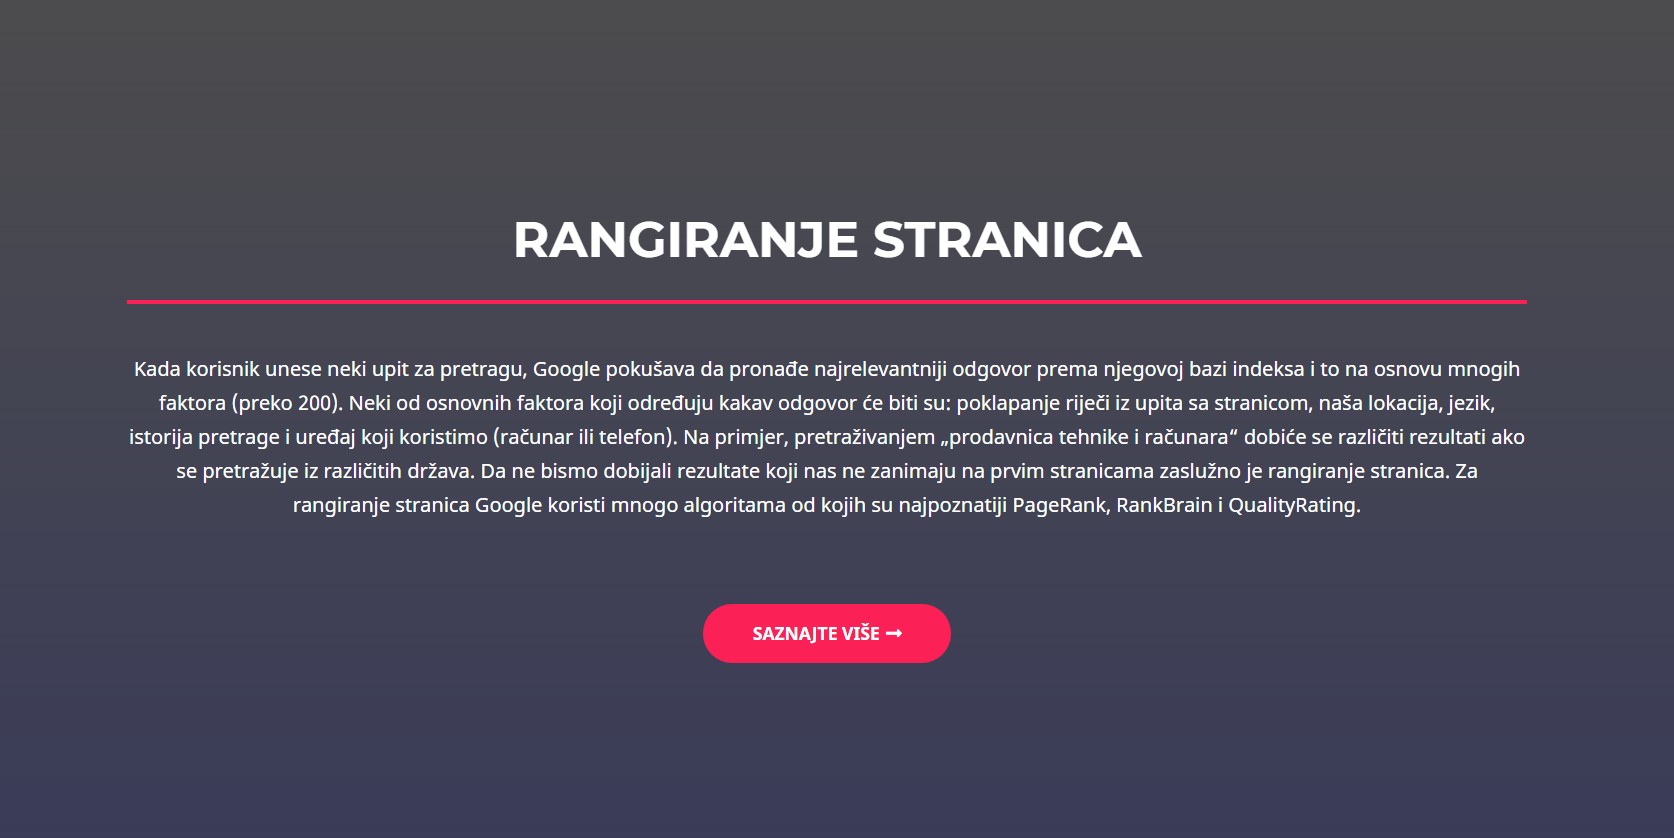 RANGIRANJE STRANICA
Kada korisnik unese neki upit za pretragu, Google pokušava da pronađe najrelevantniji odgovor prema njegovoj bazi indeksa i to na osnovu mnogih
faktora (preko 200). Neki od osnovnih faktora koji određuju kakav odgovor će biti su: poklapanje riječi iz upita sa stranicom, naša lokacija, jezik,
istorija pretrage i uređaj koji koristimo (računar ili telefon). Na primjer, pretraživanjem „prodavnica tehnike i računara“ dobiće se različiti rezultati ako
se pretražuje iz različitih država. Da ne bismo dobijali rezultate koji nas ne zanimaju na prvim stranicama zaslužno je rangiranje stranica. Za
rangiranje stranica Google koristi mnogo algoritama od kojih su najpoznatiji PageRank, RankBrain i QualityRating.
SAZNAJTE VIŠE ➞